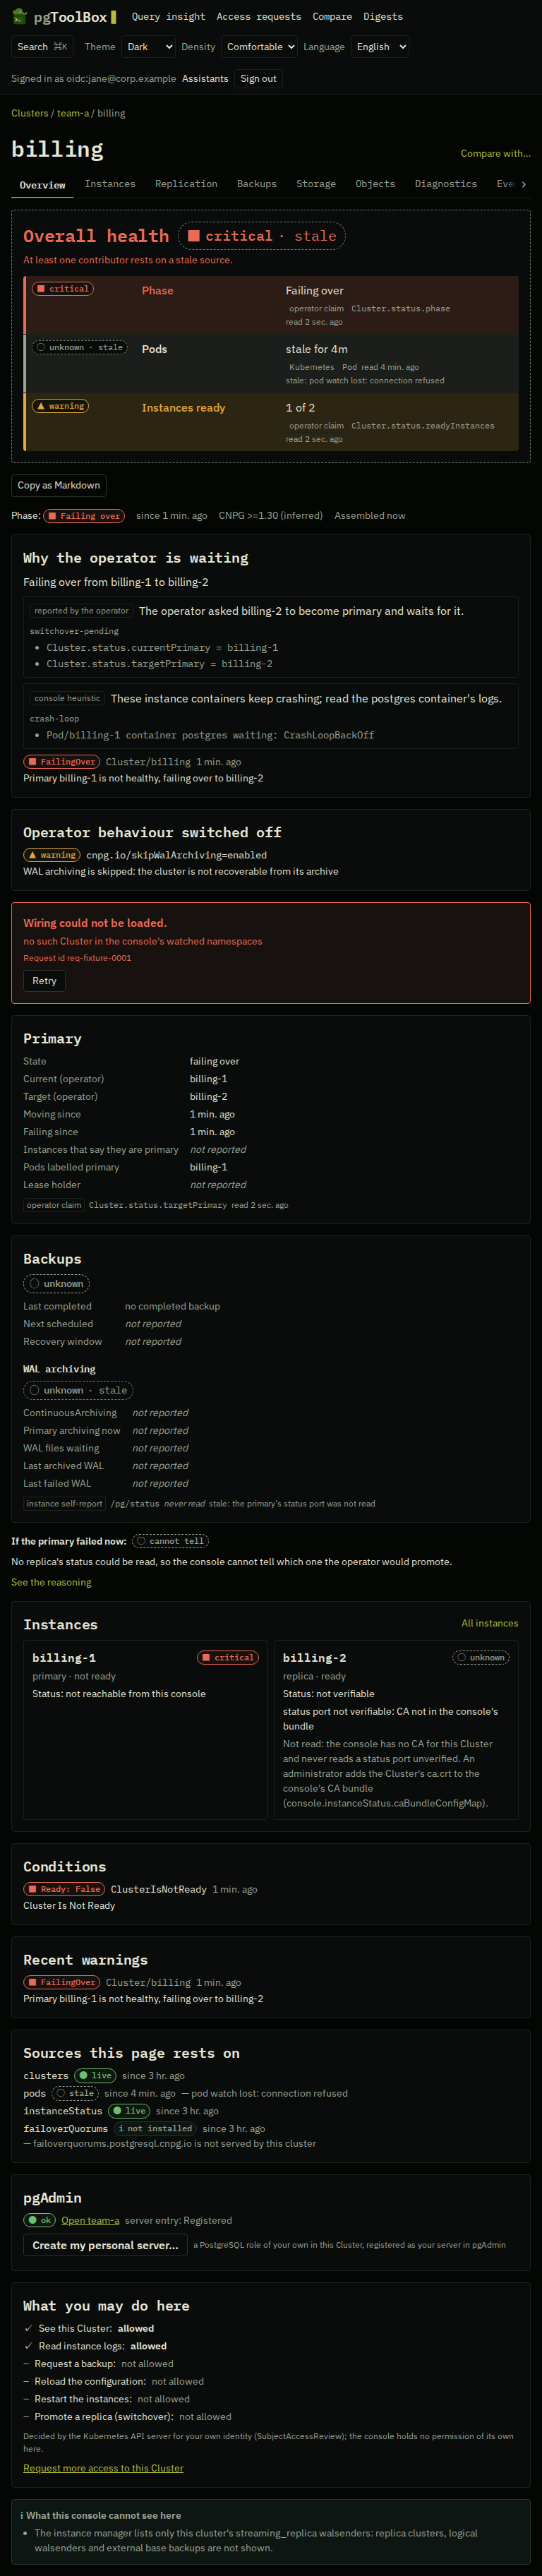 pgToolBox
Query insight Access requests Compare Digests
Search ⌘K Theme Dark Density Comfortable Language English
Signed in as oidc:jane@corp.example Assistants Sign out
Clusters / team-a / billing
billing
Compare with…
Overview Instances Replication Backups Storage Objects Diagnostics Eve
Overall health critical · stale
At least one contributor rests on a stale source.
critical Phase Failing over
operator claim Cluster.status.phase
read 2 sec. ago
unknown · stale Pods stale for 4m
Kubernetes Pod read 4 min. ago
stale: pod watch lost: connection refused
warning Instances ready 1 of 2
operator claim Cluster.status.readyInstances
read 2 sec. ago
Copy as Markdown
Phase: Failing over since 1 min. ago CNPG >=1.30 (inferred) Assembled now
Why the operator is waiting
Failing over from billing-1 to billing-2
reported by the operator The operator asked billing-2 to become primary and waits for it.
switchover-pending
• Cluster.status.currentPrimary = billing-1
• Cluster.status.targetPrimary = billing-2
console heuristic These instance containers keep crashing; read the postgres container's logs.
crash-loop
• Pod/billing-1 container postgres waiting: CrashLoopBackOff
FailingOver Cluster/billing 1 min. ago
Primary billing-1 is not healthy, failing over to billing-2
Operator behaviour switched off
warning cnpg.io/skipWalArchiving=enabled
WAL archiving is skipped: the cluster is not recoverable from its archive
Wiring could not be loaded.
no such Cluster in the console's watched namespaces
Request id req-fixture-0001
Retry
Primary
State failing over
Current (operator) billing-1
Target (operator) billing-2
Moving since 1 min. ago
Failing since 1 min. ago
Instances that say they are primary not reported
Pods labelled primary billing-1
Lease holder not reported
operator claim Cluster.status.targetPrimary read 2 sec. ago
Backups
unknown
Last completed no completed backup
Next scheduled not reported
Recovery window not reported
WAL archiving
unknown · stale
ContinuousArchiving not reported
Primary archiving now not reported
WAL files waiting not reported
Last archived WAL not reported
Last failed WAL not reported
instance self-report /pg/status never read stale: the primary's status port was not read
If the primary failed now: cannot tell
No replica's status could be read, so the console cannot tell which one the operator would promote.
See the reasoning
Instances All instances
billing-1 critical
primary · not ready
Status: not reachable from this console
billing-2 unknown
replica · ready
Status: not verifiable
status port not verifiable: CA not in the console's
bundle
Not read: the console has no CA for this Cluster
and never reads a status port unverified. An
administrator adds the Cluster's ca.crt to the
console's CA bundle
(console.instanceStatus.caBundleConfigMap).
Conditions
Ready: False ClusterIsNotReady 1 min. ago
Cluster Is Not Ready
Recent warnings
FailingOver Cluster/billing 1 min. ago
Primary billing-1 is not healthy, failing over to billing-2
Sources this page rests on
clusters live since 3 hr. ago
pods stale since 4 min. ago — pod watch lost: connection refused
instanceStatus live since 3 hr. ago
failoverQuorums i not installed since 3 hr. ago
— failoverquorums.postgresql.cnpg.io is not served by this cluster
pgAdmin
ok Open team-a server entry: Registered
Create my personal server… a PostgreSQL role of your own in this Cluster, registered as your server in pgAdmin
What you may do here
✓ See this Cluster: allowed
✓ Read instance logs: allowed
– Request a backup: not allowed
– Reload the configuration: not allowed
– Restart the instances: not allowed
– Promote a replica (switchover): not allowed
Decided by the Kubernetes API server for your own identity (SubjectAccessReview); the console holds no permission of its own
here.
Request more access to this Cluster
i What this console cannot see here
• The instance manager lists only this cluster's streaming_replica walsenders: replica clusters, logical
walsenders and external base backups are not shown.